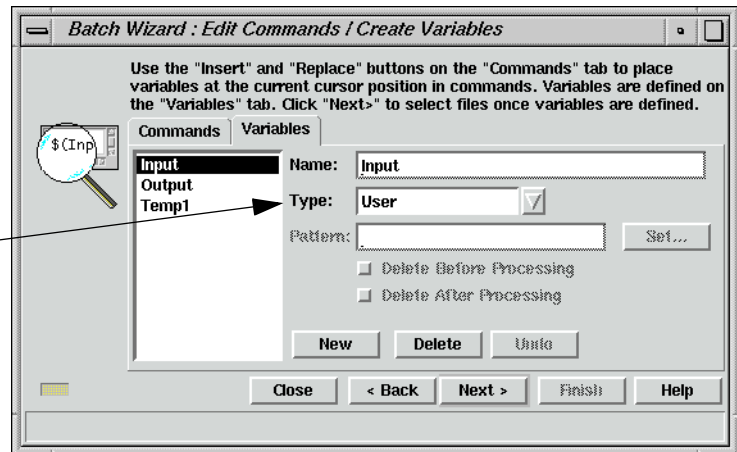 Batch Wizard : Edit Commands / Create Variables
Use the "Insert" and "Replace" buttons on the "Commands" tab to place
variables at the current cursor position in commands. Variables are defined on
the "Variables" tab. Click "Next>" to select files once variables are defined.
Commands Variables
$(Inp
Input
Output
Temp1
Name: Input
Type: User
Pattern: Set...
Delete Before Processing
Delete After Processing
New Delete Undo
Close < Back Next > Finish Help